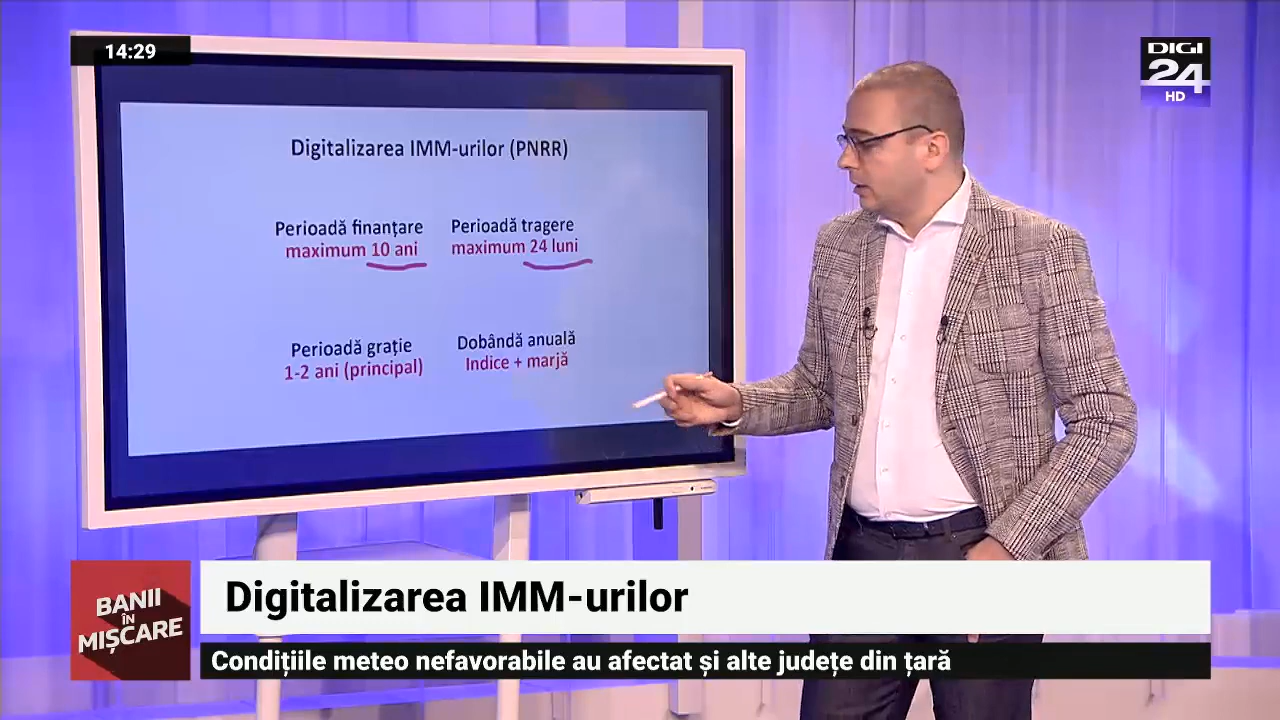 14:29
DIGI
24
HD
Digitalizarea IMM-urilor (PNRR)
Perioadă finanțare
maximum 10 ani
Perioadă tragere
maximum 24 luni
Perioadă grație
1-2 ani (principal)
Dobândă anuală
Indice + marjă
BANII
ÎN
MIȘCARE
Digitalizarea IMM-urilor
Condițiile meteo nefavorabile au afectat și alte județe din țară